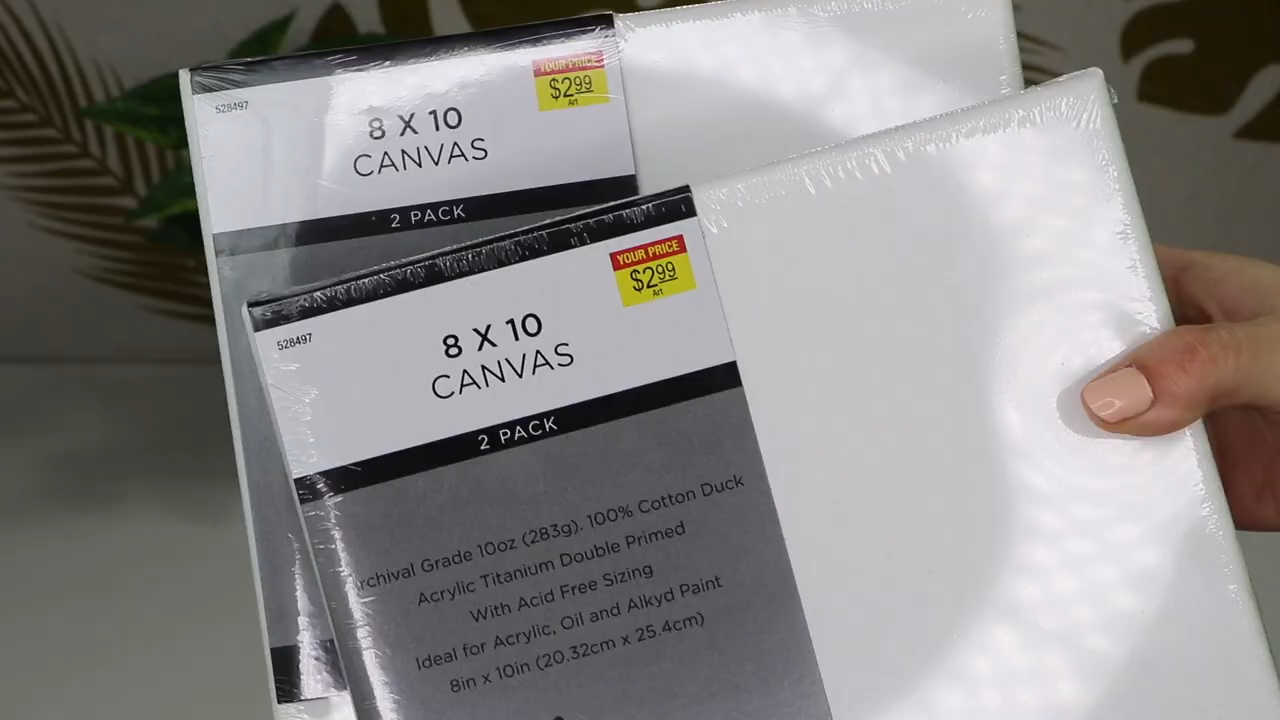 528497
YOUR PRICE
$2.99
Art
8 X 10
CANVAS
2 PACK
528497
YOUR PRICE
$2.99
Art
8 X 10
CANVAS
2 PACK
rchival Grade 10oz (283g), 100% Cotton Duck
Acrylic Titanium Double Primed
With Acid Free Sizing
Ideal for Acrylic, Oil and Alkyd Paint
8in x 10in (20.32cm x 25.4cm)